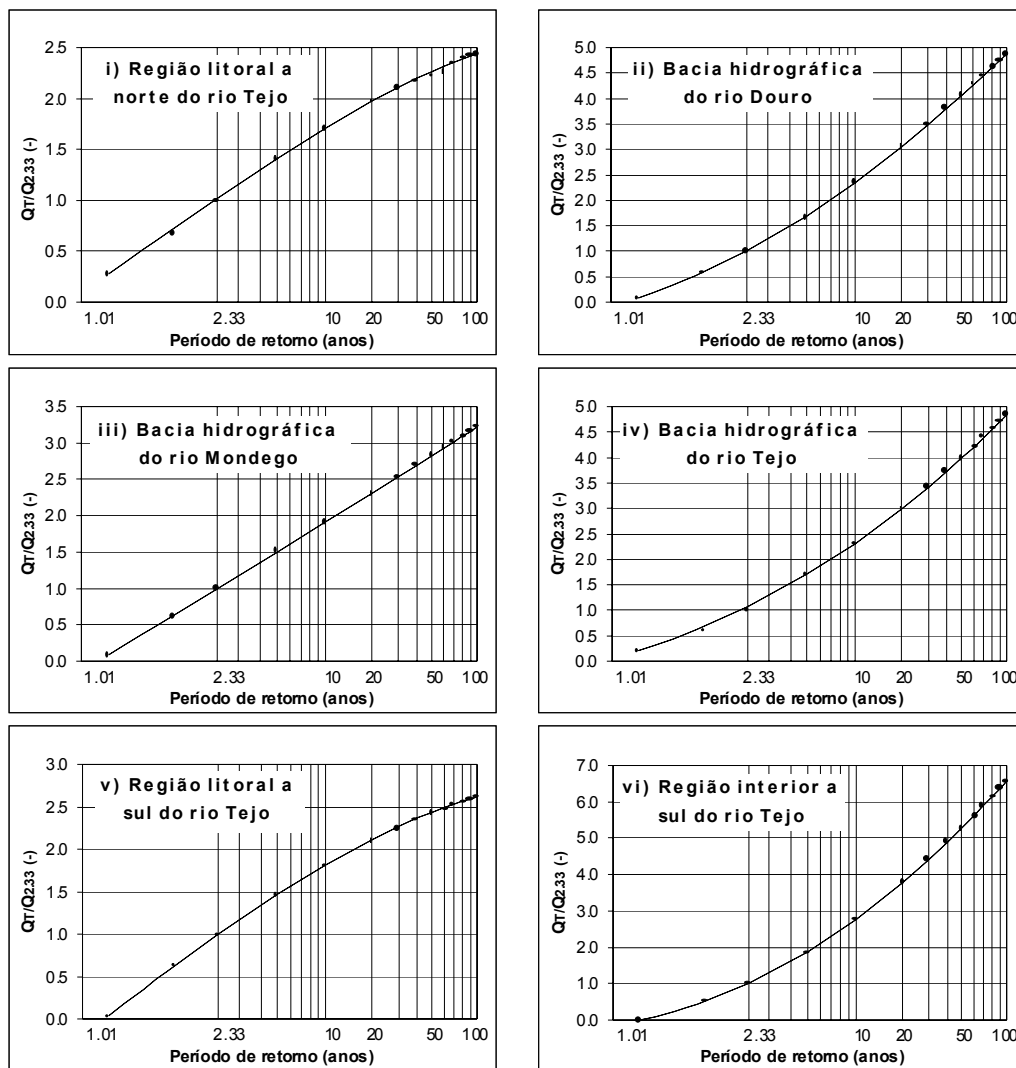 i) Região litoral a
norte do rio Tejo
QT/Q2.33 (-)
2.5
2.0
1.5
1.0
0.5
0.0
1.01 2.33 10 20 50 100
Período de retorno (anos)
ii) Bacia hidrográfica
do rio Douro
QT/Q2.33 (-)
5.0
4.5
4.0
3.5
3.0
2.5
2.0
1.5
1.0
0.5
0.0
1.01 2.33 10 20 50 100
Período de retorno (anos)
iii) Bacia hidrográfica
do rio Mondego
QT/Q2.33 (-)
3.5
3.0
2.5
2.0
1.5
1.0
0.5
0.0
1.01 2.33 10 20 50 100
Período de retorno (anos)
iv) Bacia hidrográfica
do rio Tejo
QT/Q2.33 (-)
5.0
4.5
4.0
3.5
3.0
2.5
2.0
1.5
1.0
0.5
0.0
1.01 2.33 10 20 50 100
Período de retorno (anos)
v) Região litoral a
sul do rio Tejo
QT/Q2.33 (-)
3.0
2.5
2.0
1.5
1.0
0.5
0.0
1.01 2.33 10 20 50 100
Período de retorno (anos)
vi) Região interior a
sul do rio Tejo
QT/Q2.33 (-)
7.0
6.0
5.0
4.0
3.0
2.0
1.0
0.0
1.01 2.33 10 20 50 100
Período de retorno (anos)